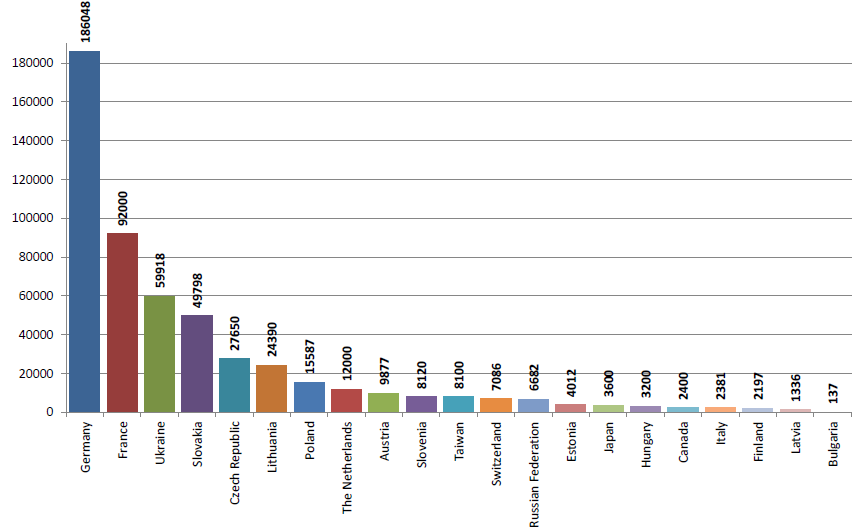 186048
92000
59918
49798
27650
24390
15587
12000
9877
8120
8100
7086
6682
4012
3600
3200
2400
2381
2197
1336
137
180000
160000
140000
120000
100000
80000
60000
40000
20000
0
Germany
France
Ukraine
Slovakia
Czech Republic
Lithuania
Poland
The Netherlands
Austria
Slovenia
Taiwan
Switzerland
Russian Federation
Estonia
Japan
Hungary
Canada
Italy
Finland
Latvia
Bulgaria